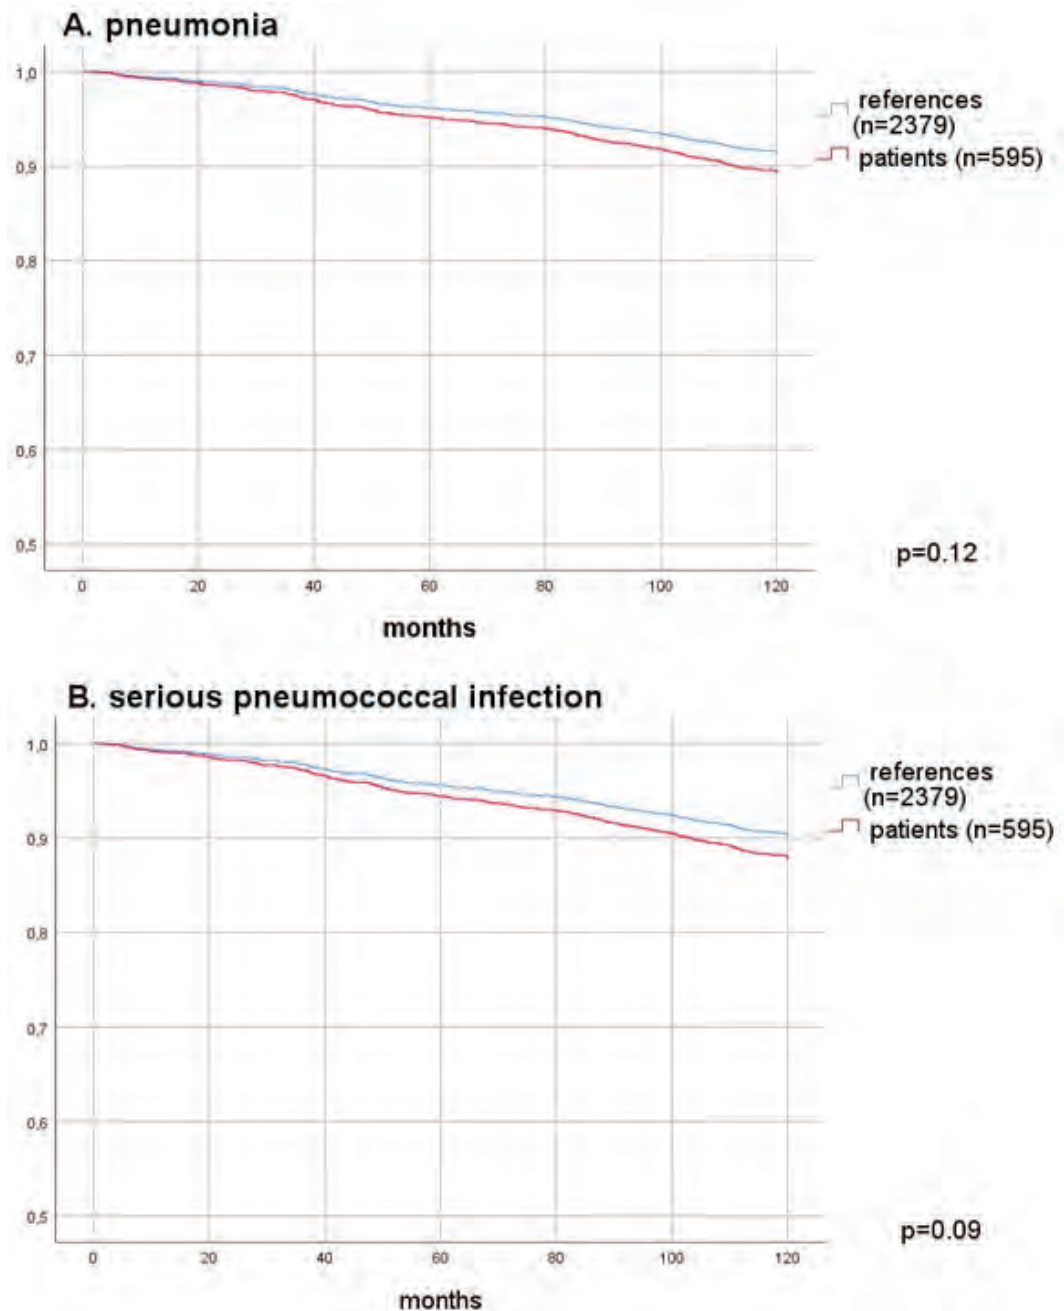 A. pneumonia
1,0
0,9
0,8
0,7
0,6
0,5
0 20 40 60 80 100 120
months
references
(n=2379)
patients (n=595)
p=0.12
B. serious pneumococcal infection
1,0
0,9
0,8
0,7
0,6
0,5
0 20 40 60 80 100 120
months
references
(n=2379)
patients (n=595)
p=0.09